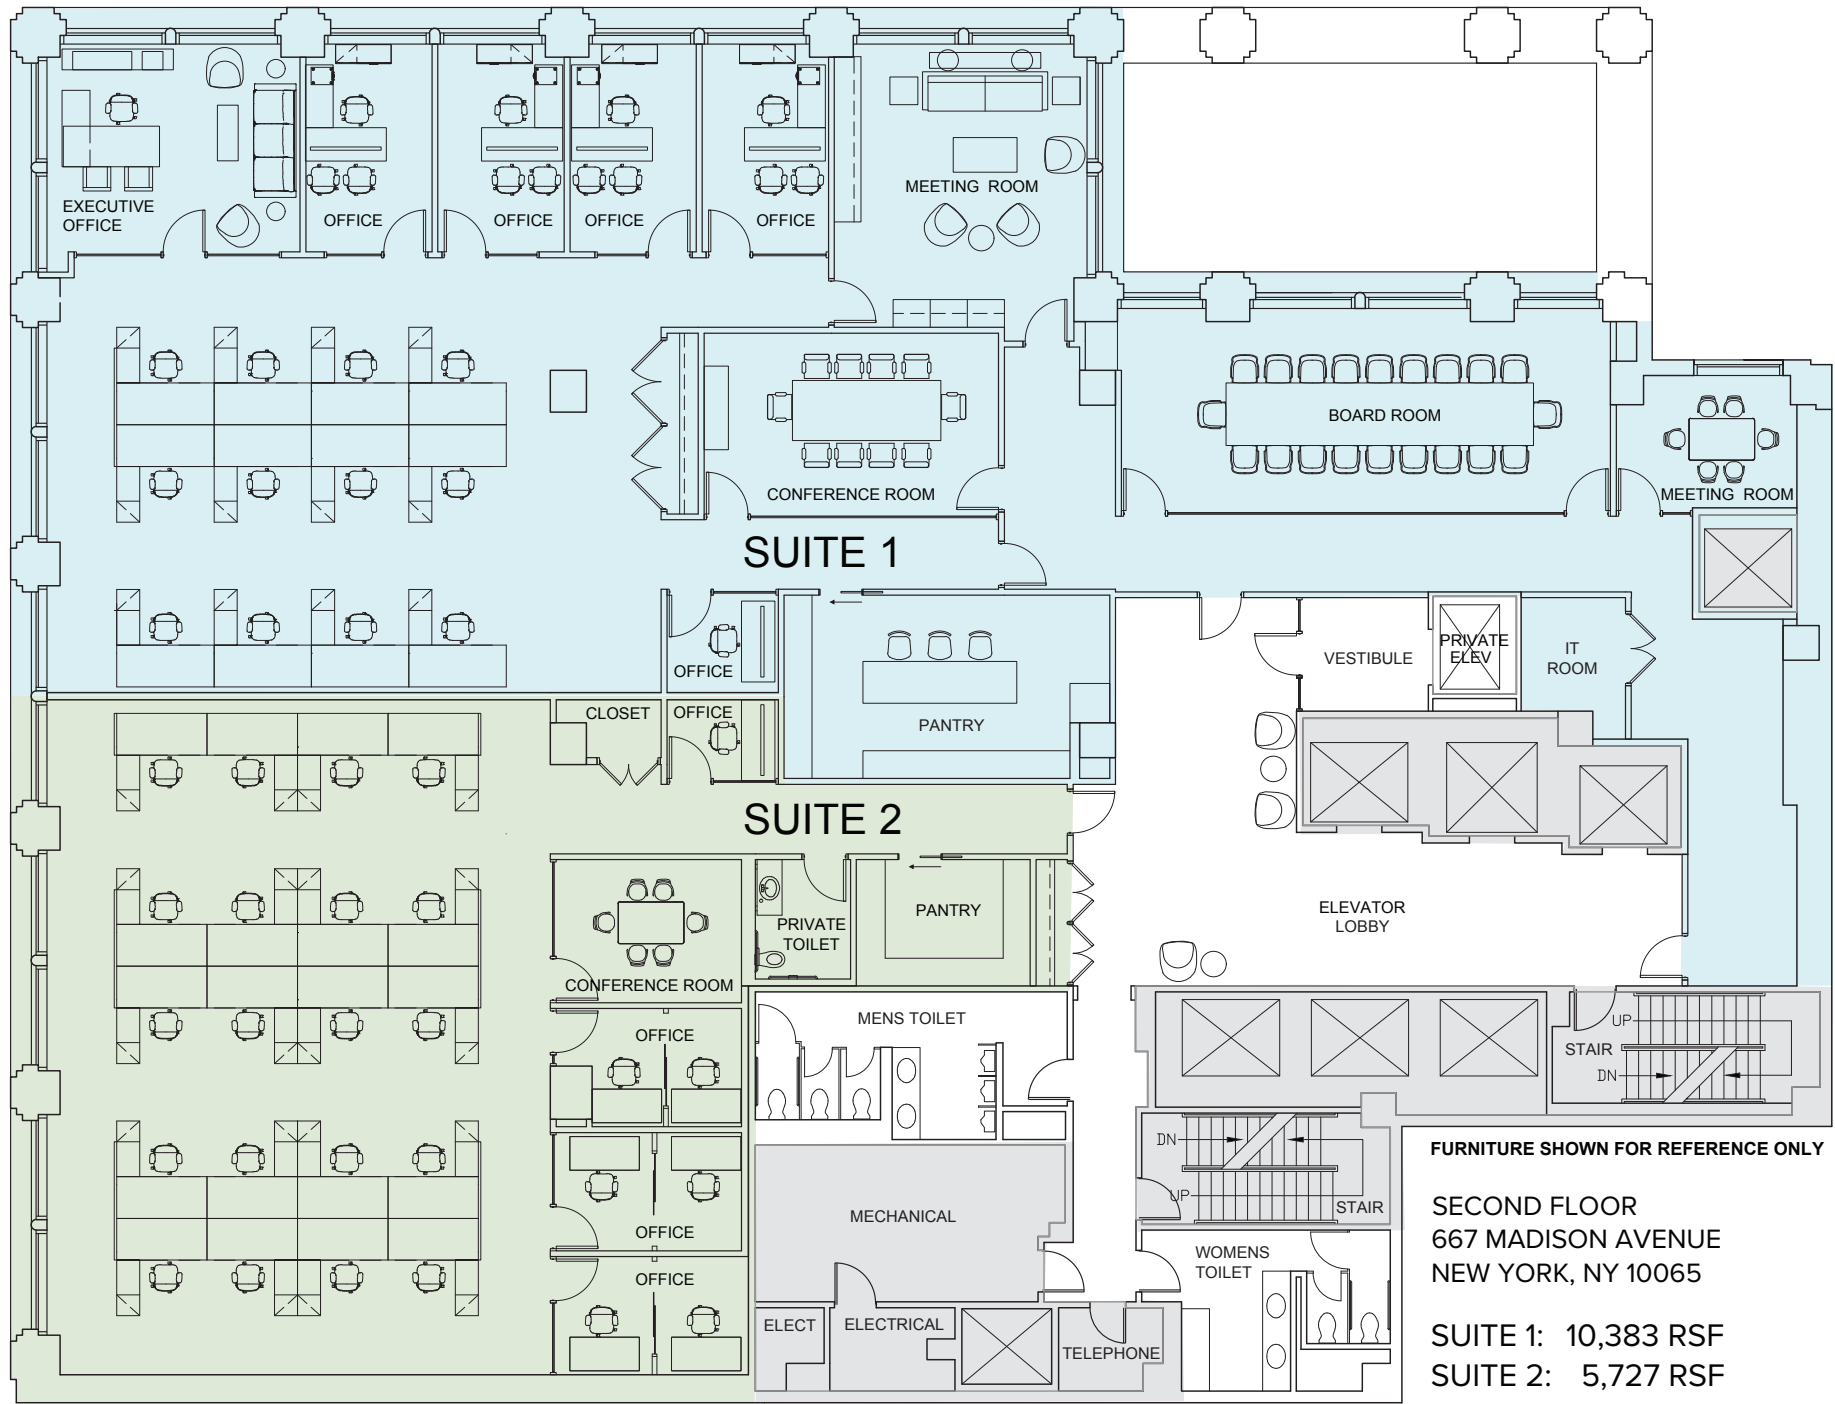 EXECUTIVE
OFFICE
OFFICE
OFFICE
OFFICE
OFFICE
MEETING ROOM
BOARD ROOM
CONFERENCE ROOM
MEETING ROOM
SUITE 1
OFFICE
VESTIBULE
PRIVATE
ELEV
IT
ROOM
CLOSET
OFFICE
PANTRY
SUITE 2
PRIVATE
TOILET
PANTRY
ELEVATOR
LOBBY
CONFERENCE ROOM
OFFICE
MENS TOILET
UP
STAIR
DN
DN
UP
STAIR
OFFICE
MECHANICAL
WOMENS
TOILET
OFFICE
ELECT
ELECTRICAL
TELEPHONE
FURNITURE SHOWN FOR REFERENCE ONLY
SECOND FLOOR
667 MADISON AVENUE
NEW YORK, NY 10065
SUITE 1: 10,383 RSF
SUITE 2: 5,727 RSF